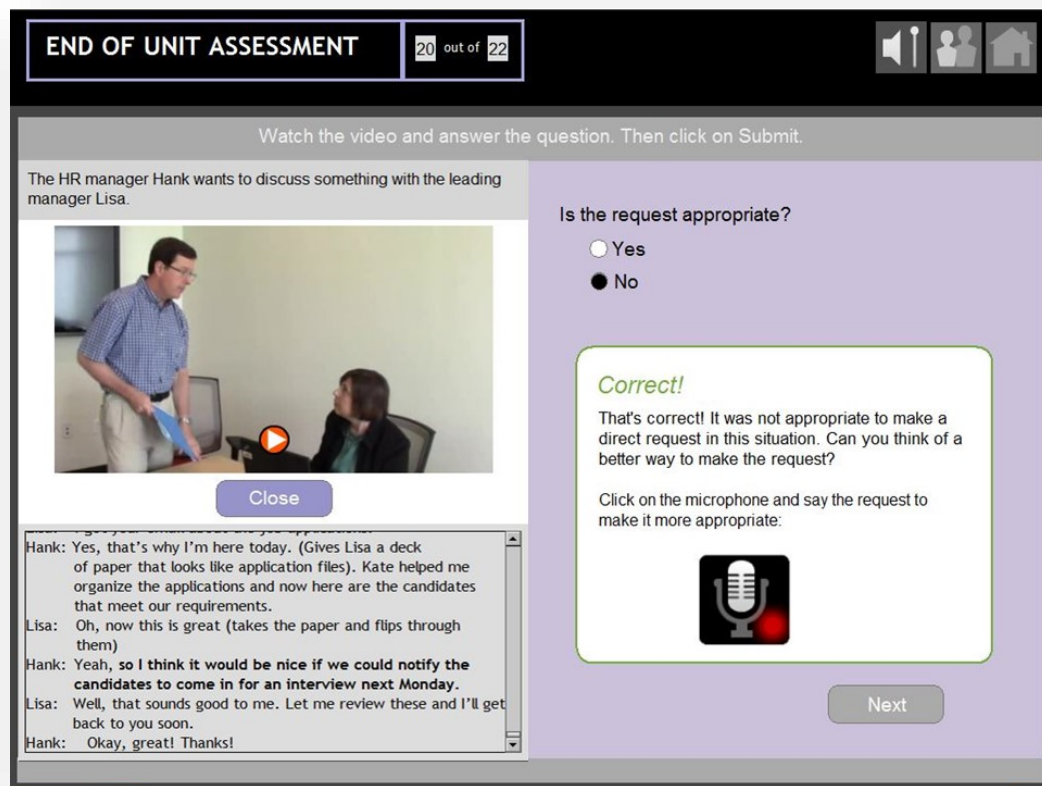 END OF UNIT ASSESSMENT
20 out of 22
Watch the video and answer the question. Then click on Submit.
The HR manager Hank wants to discuss something with the leading
manager Lisa.
Close
Hank: Yes, that's why I'm here today. (Gives Lisa a deck
of paper that looks like application files). Kate helped me
organize the applications and now here are the candidates
that meet our requirements.
Lisa: Oh, now this is great (takes the paper and flips through
them)
Hank: Yeah, so I think it would be nice if we could notify the
candidates to come in for an interview next Monday.
Lisa: Well, that sounds good to me. Let me review these and I'll get
back to you soon.
Hank: Okay, great! Thanks!
Is the request appropriate?
Yes
No
Correct!
That's correct! It was not appropriate to make a
direct request in this situation. Can you think of a
better way to make the request?
Click on the microphone and say the request to
make it more appropriate:
Next